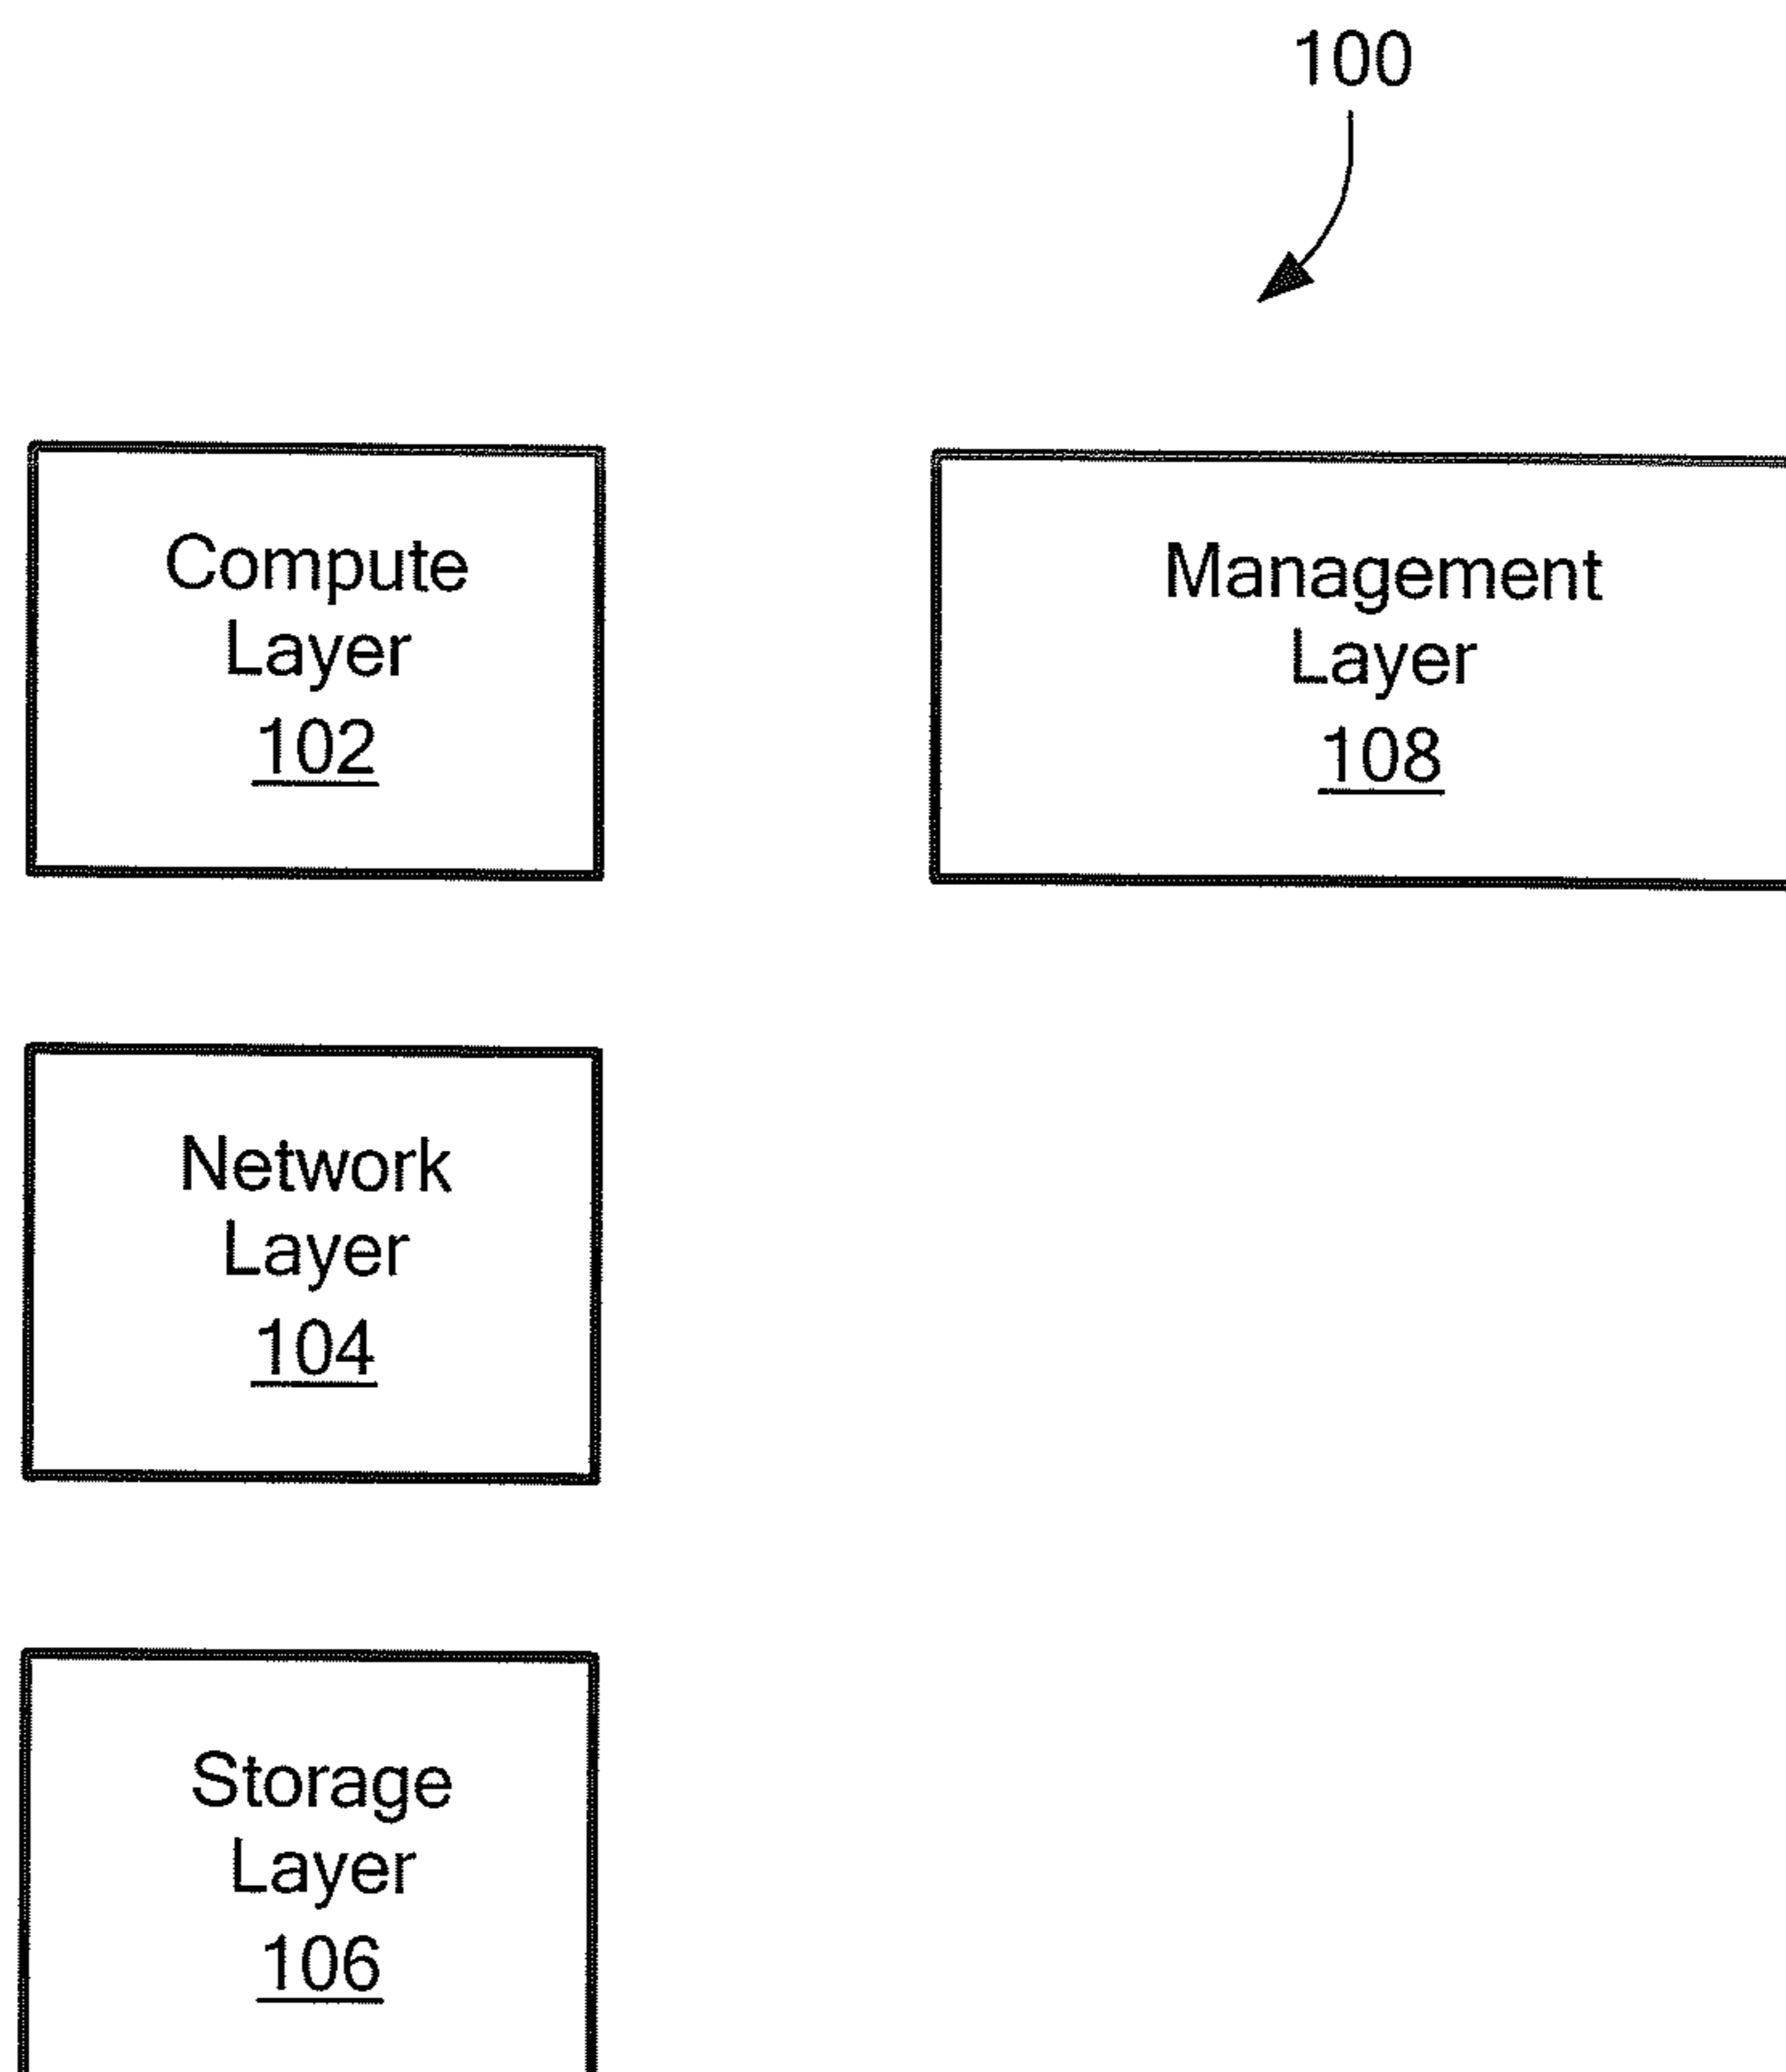 100
Compute
Layer
102
Management
Layer
108
Network
Layer
104
Storage
Layer
106